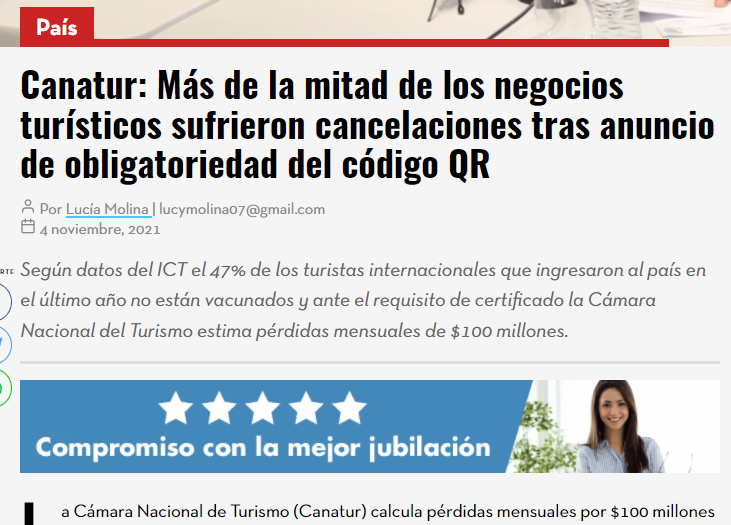 País
Canatur: Más de la mitad de los negocios
turísticos sufrieron cancelaciones tras anuncio
de obligatoriedad del código QR
Por Lucía Molina | lucymolina07@gmail.com
4 noviembre, 2021
RTE
Según datos del ICT el 47% de los turistas internacionales que ingresaron al país en
el último año no están vacunados y ante el requisito de certificado la Cámara
Nacional del Turismo estima pérdidas mensuales de $100 millones.
Compromiso con la mejor jubilación
a Cámara Nacional de Turismo (Canatur) calcula pérdidas mensuales por $100 millones